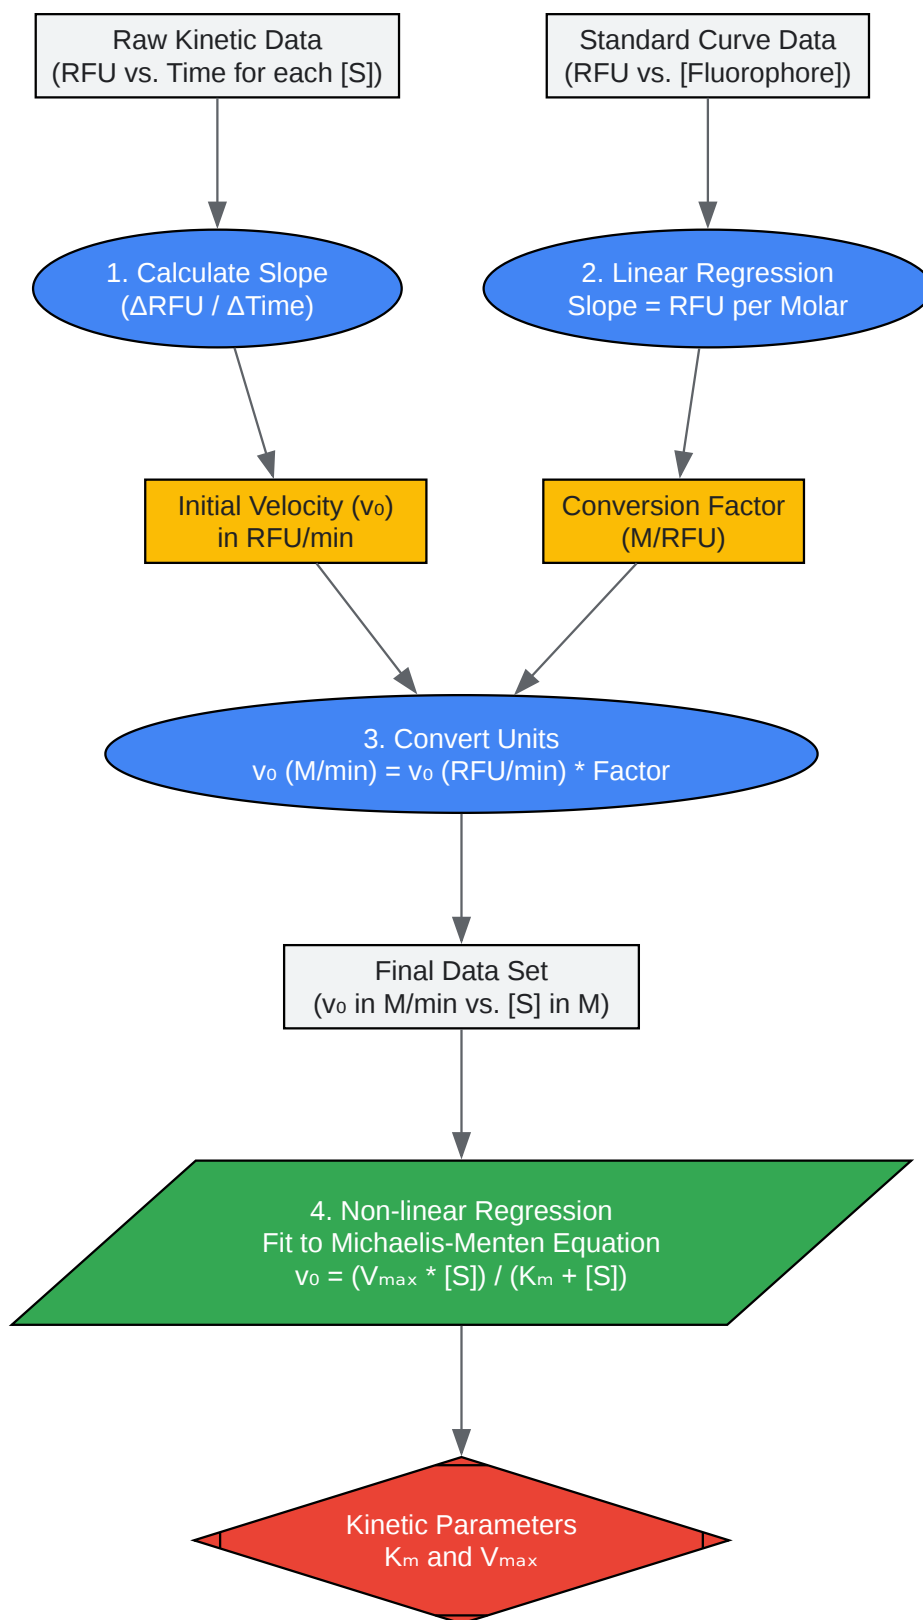 Raw Kinetic Data
(RFU vs. Time for each [S])
Standard Curve Data
(RFU vs. [Fluorophore])
1. Calculate Slope
(ΔRFU / ΔTime)
2. Linear Regression
Slope = RFU per Molar
Initial Velocity (v₀)
in RFU/min
Conversion Factor
(M/RFU)
3. Convert Units
v₀ (M/min) = v₀ (RFU/min) * Factor
Final Data Set
(v₀ in M/min vs. [S] in M)
4. Non-linear Regression
Fit to Michaelis-Menten Equation
v₀ = (Vₘₐₓ * [S]) / (Kₘ + [S])
Kinetic Parameters
Kₘ and Vₘₐₓ